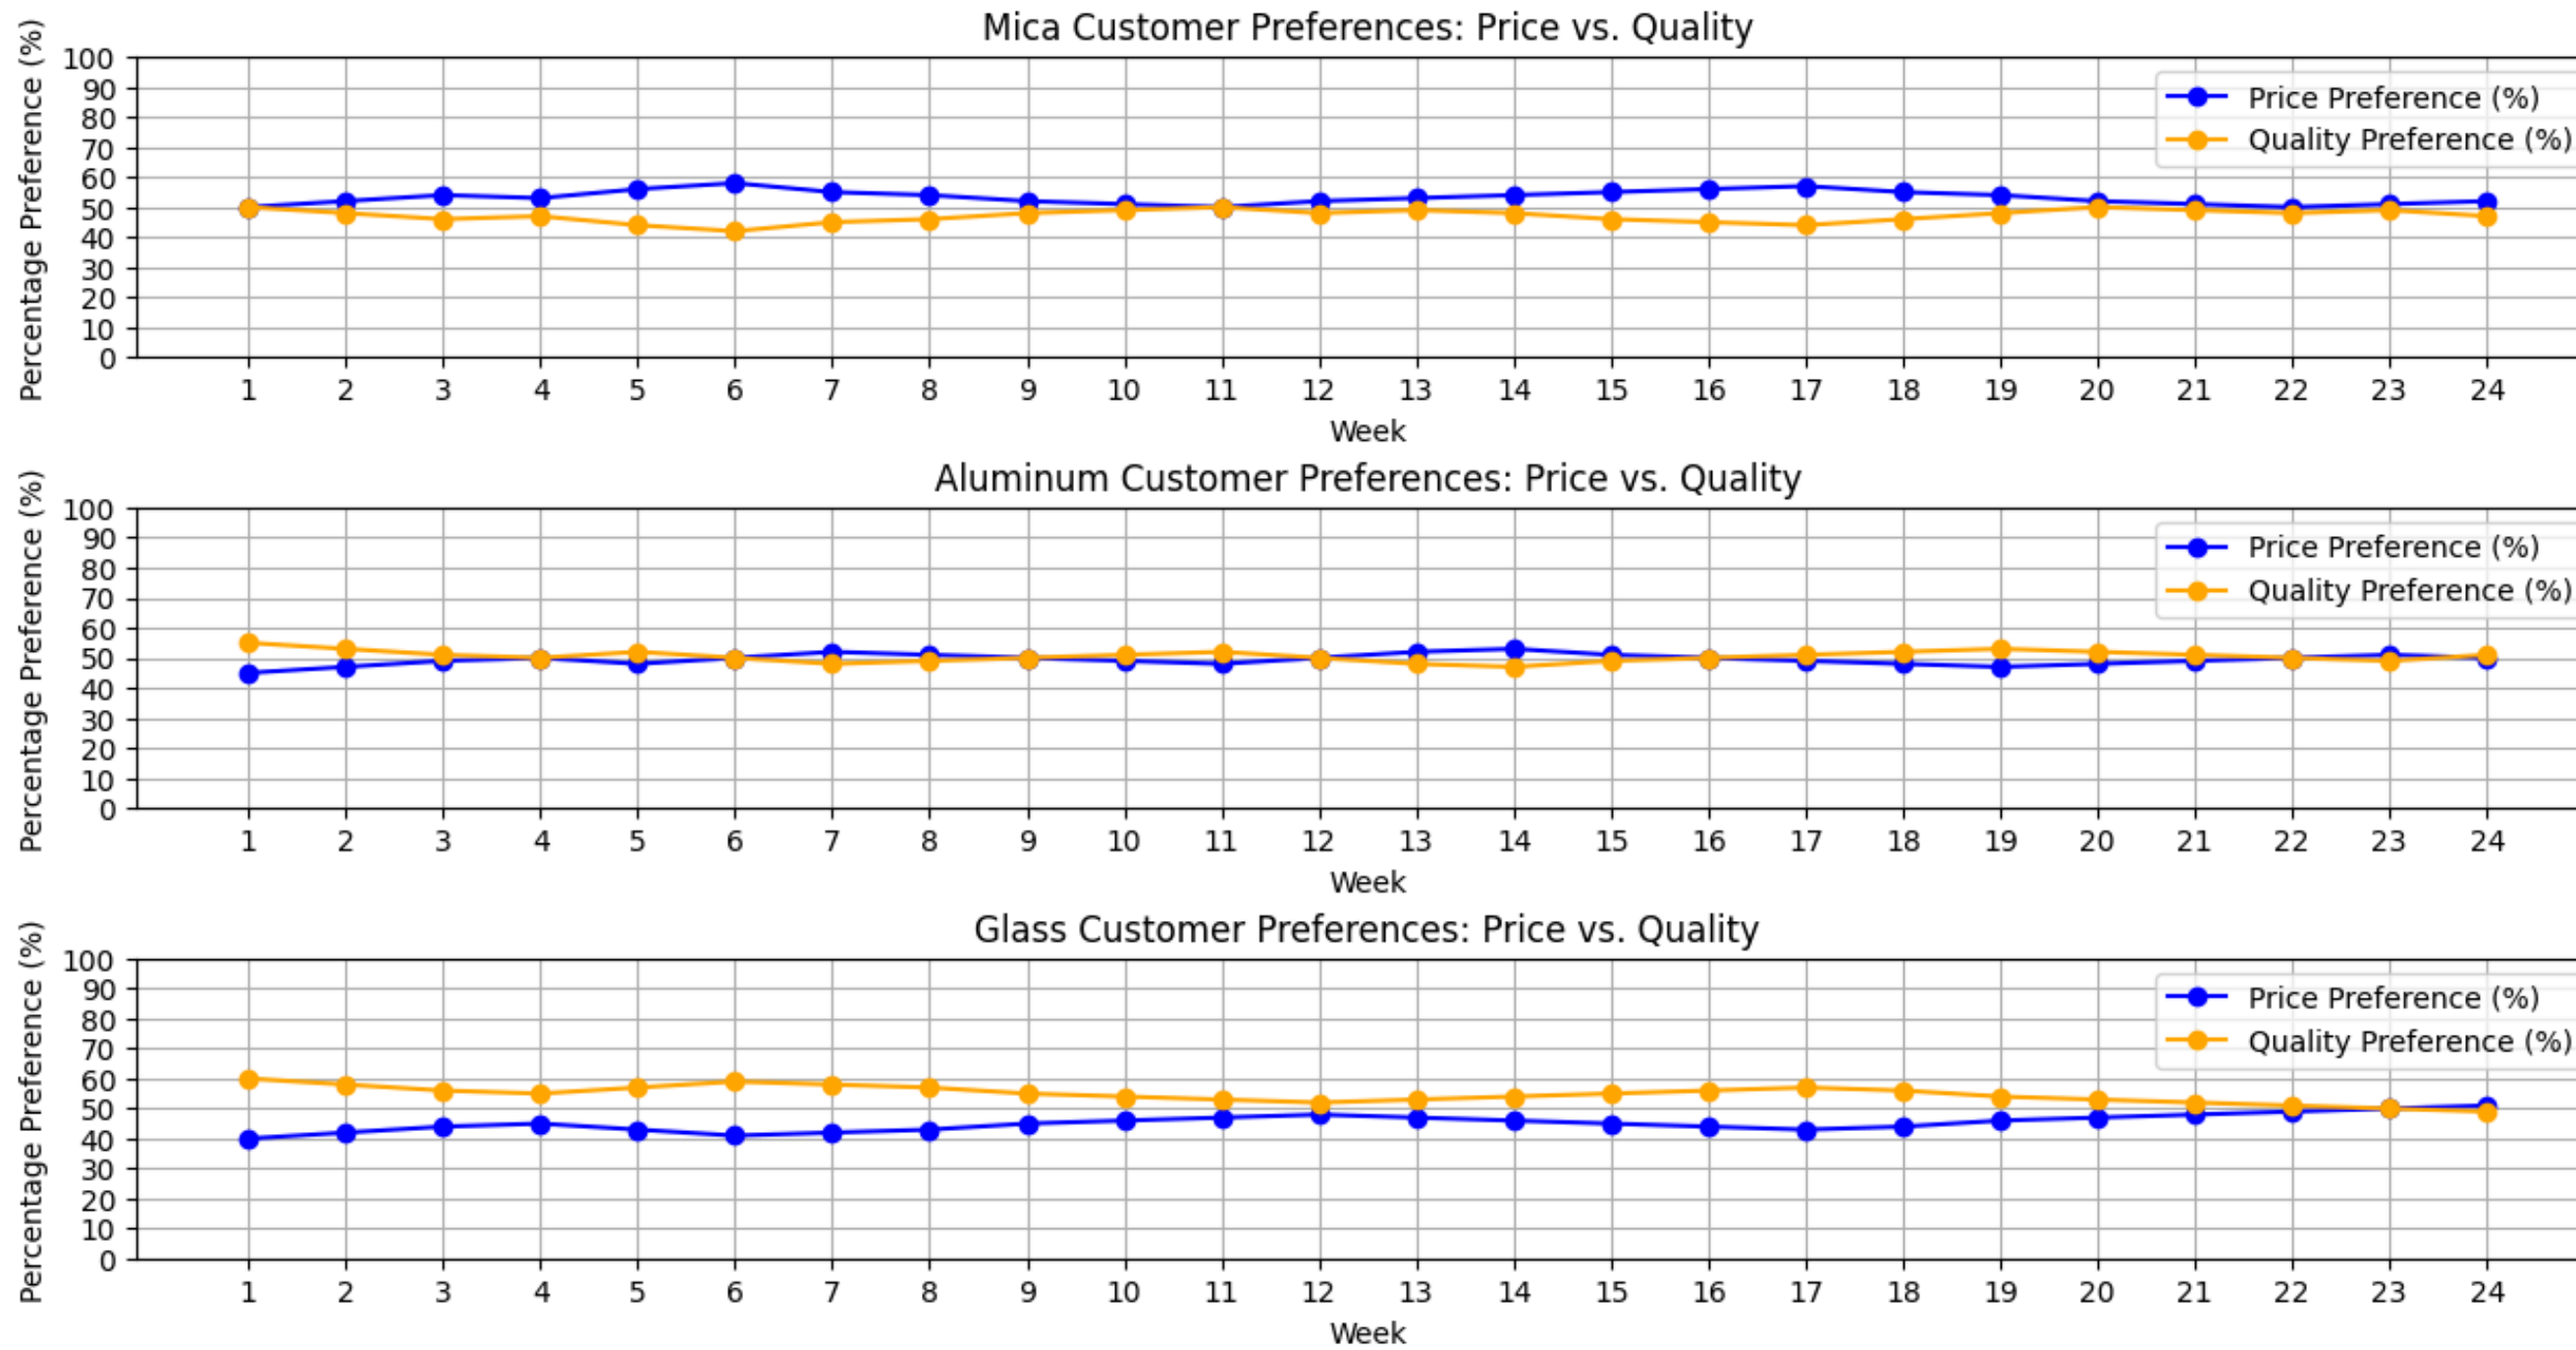 Mica Customer Preferences: Price vs. Quality
Percentage Preference (%)
100
90
80
70
60
50
40
30
20
10
0
Price Preference (%)
Quality Preference (%)
1 2 3 4 5 6 7 8 9 10 11 12 13 14 15 16 17 18 19 20 21 22 23 24
Week
Aluminum Customer Preferences: Price vs. Quality
Percentage Preference (%)
100
90
80
70
60
50
40
30
20
10
0
Price Preference (%)
Quality Preference (%)
1 2 3 4 5 6 7 8 9 10 11 12 13 14 15 16 17 18 19 20 21 22 23 24
Week
Glass Customer Preferences: Price vs. Quality
Percentage Preference (%)
100
90
80
70
60
50
40
30
20
10
0
Price Preference (%)
Quality Preference (%)
1 2 3 4 5 6 7 8 9 10 11 12 13 14 15 16 17 18 19 20 21 22 23 24
Week